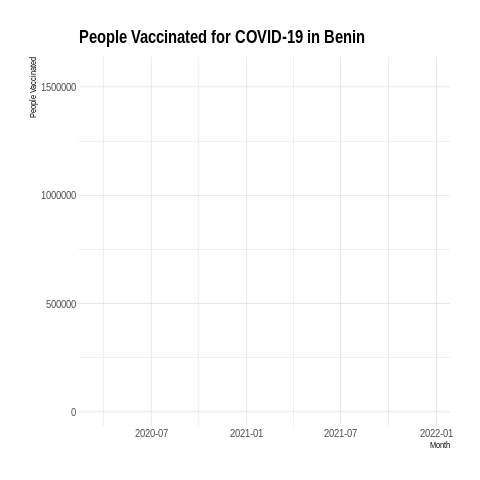 People Vaccinated for COVID-19 in Benin
People Vaccinated
1500000
1000000
500000
0
2020-07 2021-01 2021-07 2022-01
Month